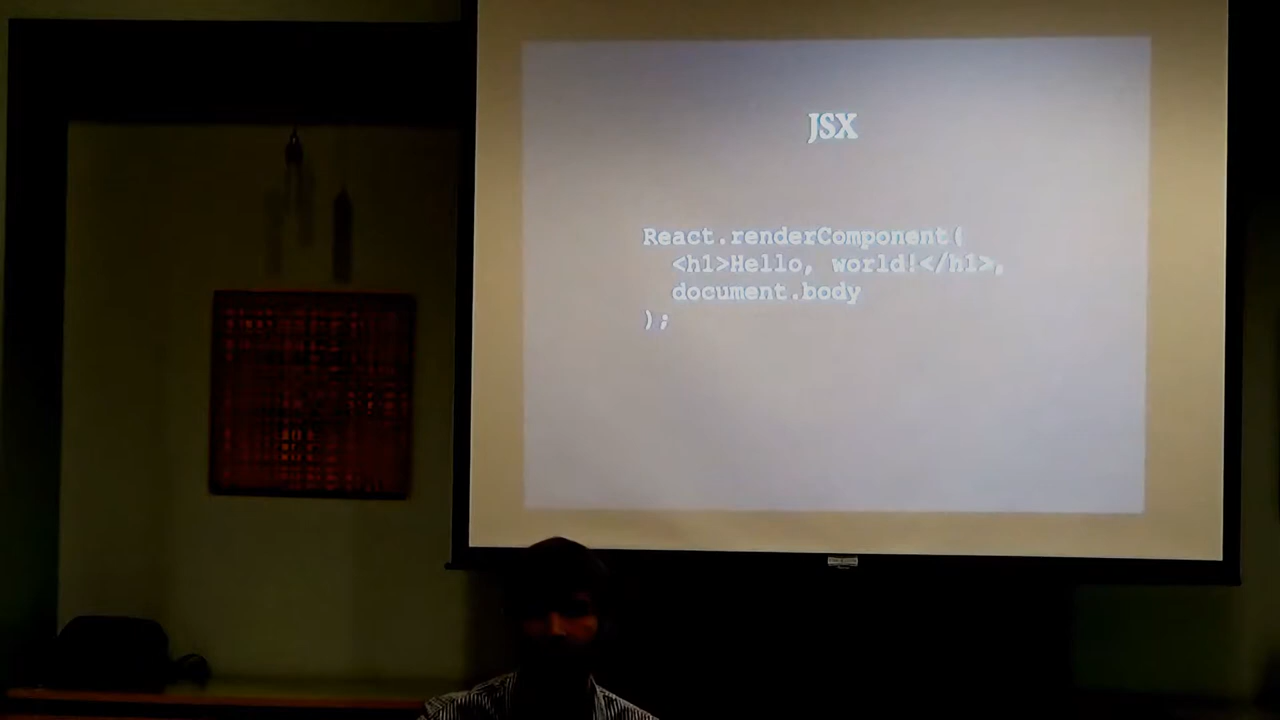 JSX
React.renderComponent(
<h1>Hello, world!</h1>,
document.body
);